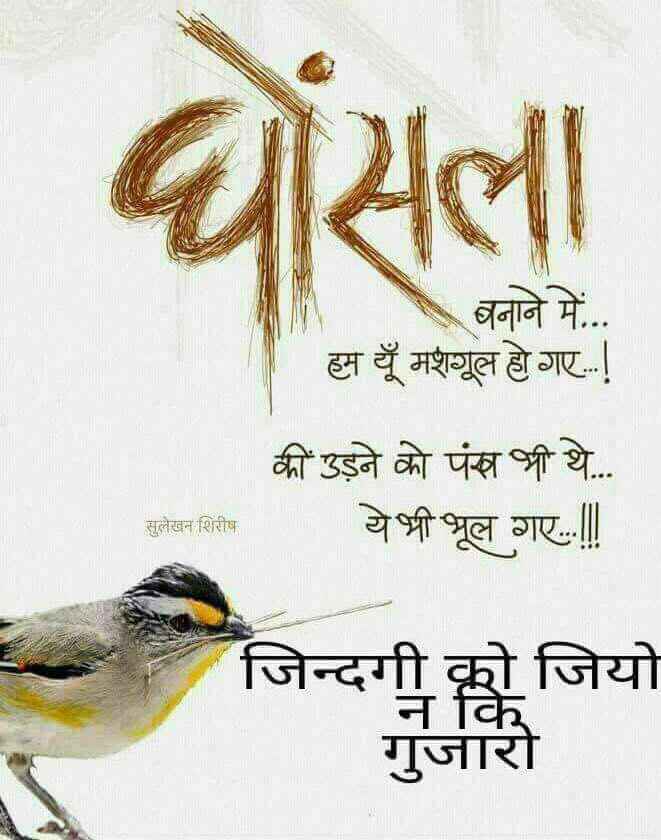 घोंसला
बनाने में...
हम यूँ मशगूल हो गए...!
कीं उड़ने को पंख भी थे...
ये भी भूल गए...!!!
सुलेखन शिरीष
जिन्दगी को जियो
न कि
गुजारो